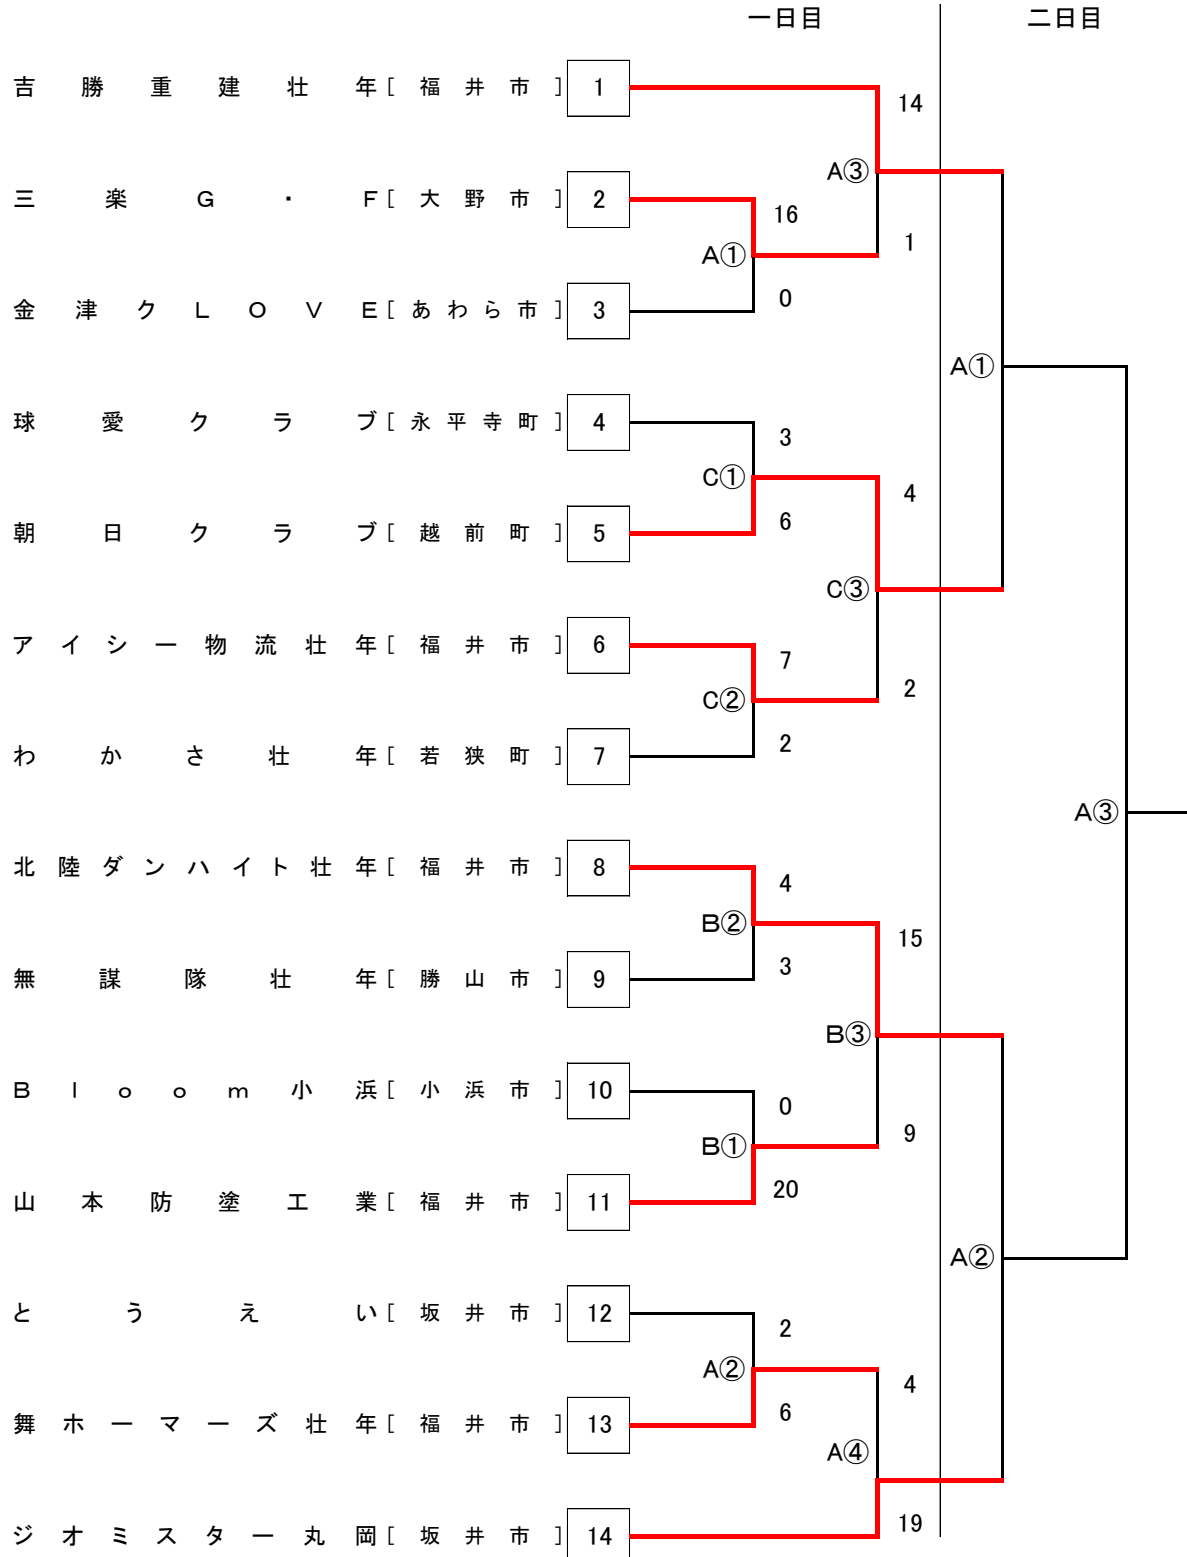 一日目 二日目
吉勝重建壮年[福井市] 1
14
A③
三楽G・F[大野市] 2
16
1
A①
0
金津クLOVE[あわら市] 3
A①
球愛クラブ[永平寺町] 4
3
C①
4
6
朝日クラブ[越前町] 5
C③
アイシー物流壮年[福井市] 6
7
2
C②
2
わかさ壮年[若狭町] 7
A③
北陸ダンハイト壮年[福井市] 8
4
B②
15
3
無謀隊壮年[勝山市] 9
B③
Bloom小浜[小浜市] 10
0
9
B①
20
山本防塗工業[福井市] 11
A②
とうえい[坂井市] 12
2
A②
4
6
舞ホーマーズ壮年[福井市] 13
A④
19
ジオミスター丸岡[坂井市] 14